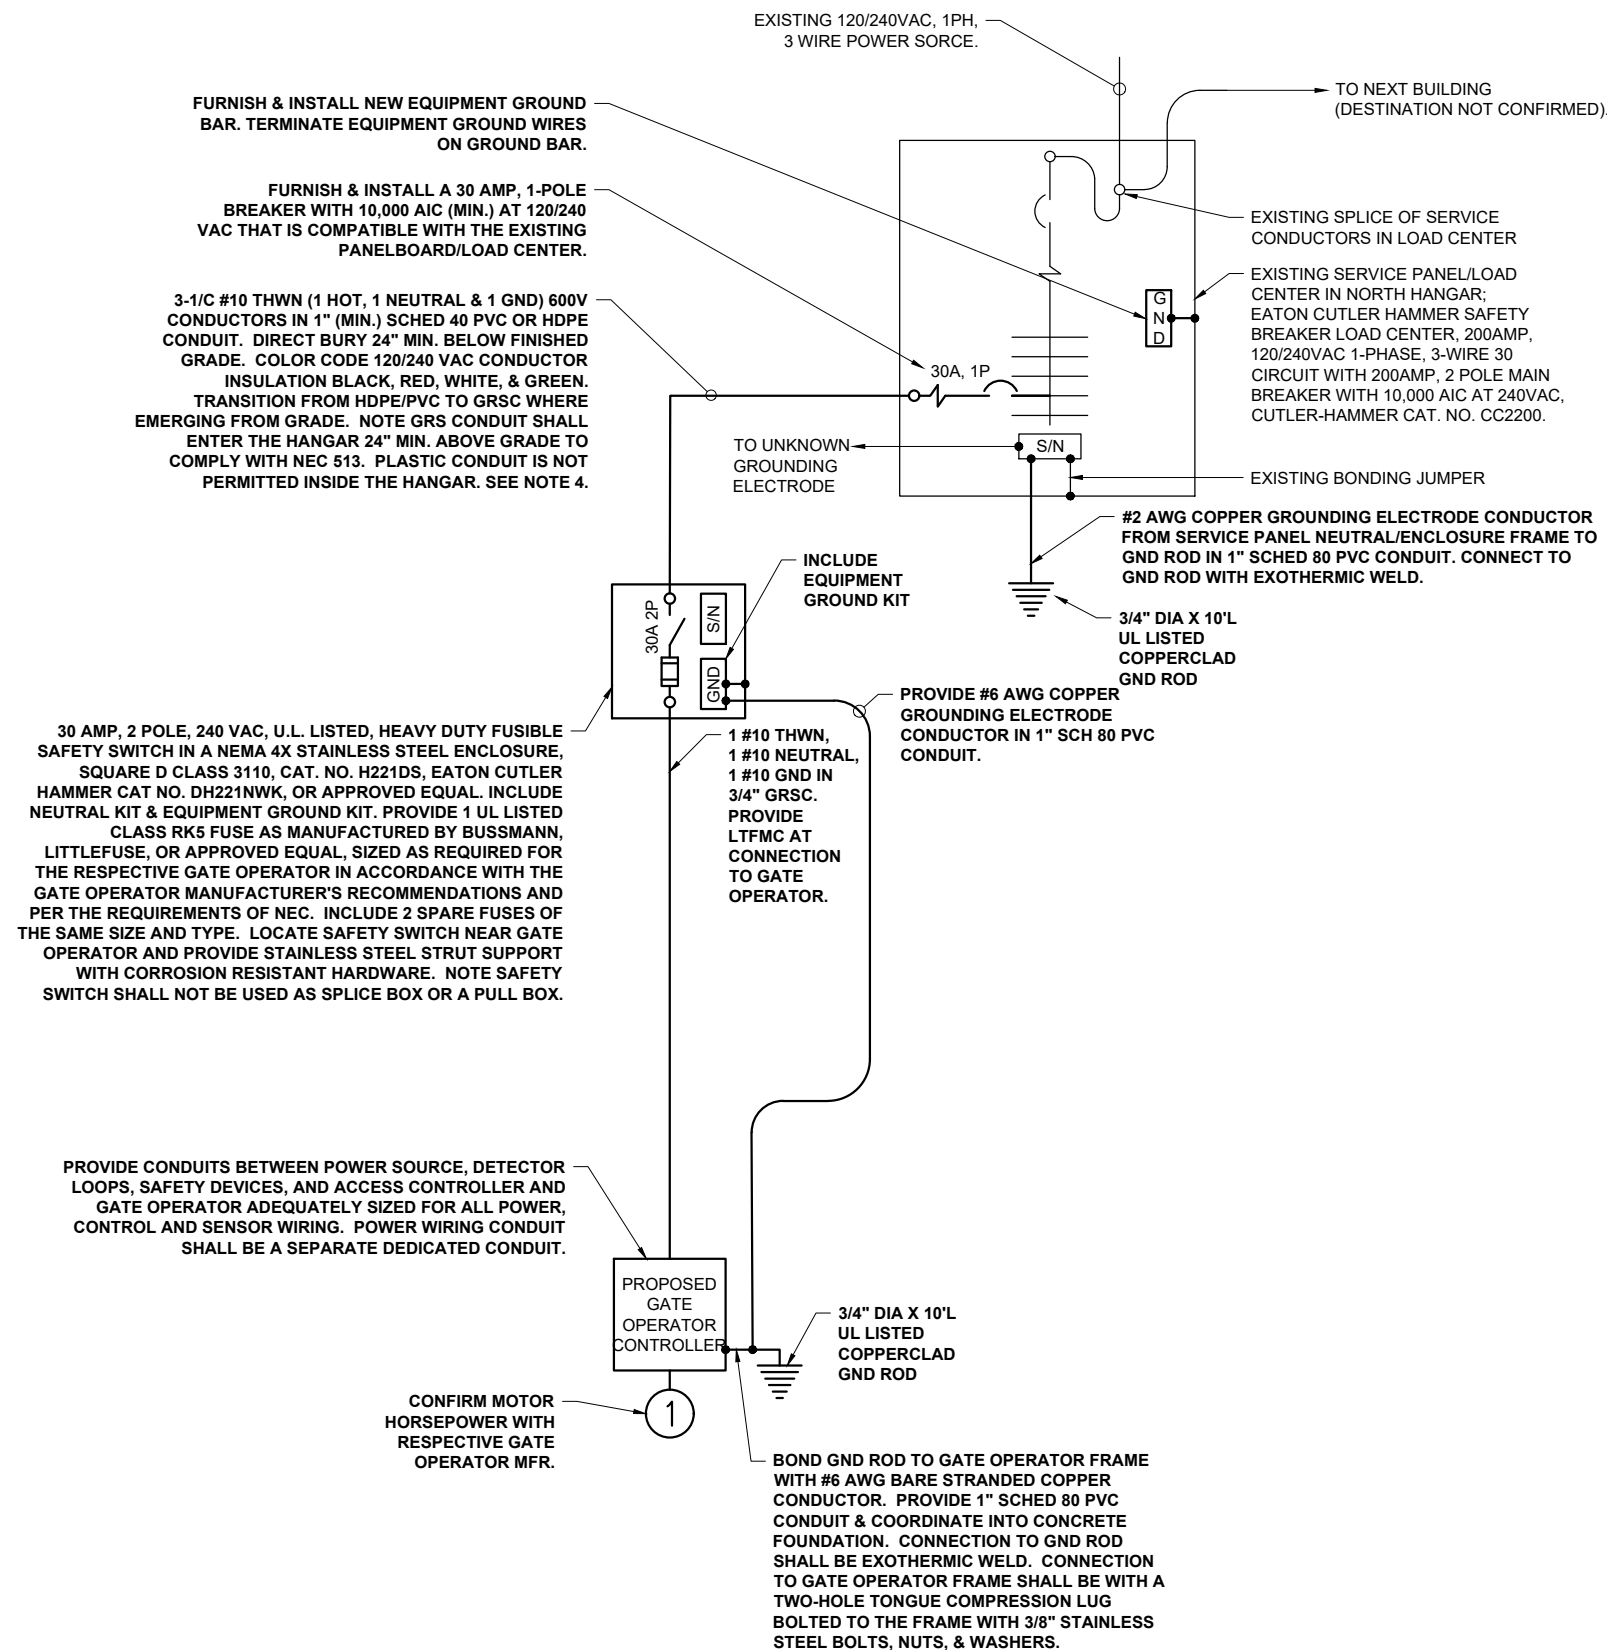 EXISTING 120/240VAC, 1PH,
3 WIRE POWER SORCE.
TO NEXT BUILDING
(DESTINATION NOT CONFIRMED).
FURNISH & INSTALL NEW EQUIPMENT GROUND
BAR. TERMINATE EQUIPMENT GROUND WIRES
ON GROUND BAR.
FURNISH & INSTALL A 30 AMP, 1-POLE
BREAKER WITH 10,000 AIC (MIN.) AT 120/240
VAC THAT IS COMPATIBLE WITH THE EXISTING
PANELBOARD/LOAD CENTER.
EXISTING SPLICE OF SERVICE
CONDUCTORS IN LOAD CENTER
EXISTING SERVICE PANEL/LOAD
CENTER IN NORTH HANGAR;
EATON CUTLER HAMMER SAFETY
BREAKER LOAD CENTER, 200AMP,
120/240VAC 1-PHASE, 3-WIRE 30
CIRCUIT WITH 200AMP, 2 POLE MAIN
BREAKER WITH 10,000 AIC AT 240VAC,
CUTLER-HAMMER CAT. NO. CC2200.
G
N
D
3-1/C #10 THWN (1 HOT, 1 NEUTRAL & 1 GND) 600V
CONDUCTORS IN 1" (MIN.) SCHED 40 PVC OR HDPE
CONDUIT. DIRECT BURY 24" MIN. BELOW FINISHED
GRADE. COLOR CODE 120/240 VAC CONDUCTOR
INSULATION BLACK, RED, WHITE, & GREEN.
TRANSITION FROM HDPE/PVC TO GRSC WHERE
EMERGING FROM GRADE. NOTE GRS CONDUIT SHALL
ENTER THE HANGAR 24" MIN. ABOVE GRADE TO
COMPLY WITH NEC 513. PLASTIC CONDUIT IS NOT
PERMITTED INSIDE THE HANGAR. SEE NOTE 4.
30A, 1P
TO UNKNOWN
GROUNDING
ELECTRODE
S/N
EXISTING BONDING JUMPER
#2 AWG COPPER GROUNDING ELECTRODE CONDUCTOR
FROM SERVICE PANEL NEUTRAL/ENCLOSURE FRAME TO
GND ROD IN 1" SCHED 80 PVC CONDUIT. CONNECT TO
GND ROD WITH EXOTHERMIC WELD.
3/4" DIA X 10'L
UL LISTED
COPPERCLAD
GND ROD
INCLUDE
EQUIPMENT
GROUND KIT
30A 2P
S/N
GND
PROVIDE #6 AWG COPPER
GROUNDING ELECTRODE
CONDUCTOR IN 1" SCH 80 PVC
CONDUIT.
30 AMP, 2 POLE, 240 VAC, U.L. LISTED, HEAVY DUTY FUSIBLE
SAFETY SWITCH IN A NEMA 4X STAINLESS STEEL ENCLOSURE,
SQUARE D CLASS 3110, CAT. NO. H221DS, EATON CUTLER
HAMMER CAT NO. DH221NWK, OR APPROVED EQUAL. INCLUDE
NEUTRAL KIT & EQUIPMENT GROUND KIT. PROVIDE 1 UL LISTED
CLASS RK5 FUSE AS MANUFACTURED BY BUSSMANN,
LITTLEFUSE, OR APPROVED EQUAL, SIZED AS REQUIRED FOR
THE RESPECTIVE GATE OPERATOR IN ACCORDANCE WITH THE
GATE OPERATOR MANUFACTURER'S RECOMMENDATIONS AND
PER THE REQUIREMENTS OF NEC. INCLUDE 2 SPARE FUSES OF
THE SAME SIZE AND TYPE. LOCATE SAFETY SWITCH NEAR GATE
OPERATOR AND PROVIDE STAINLESS STEEL STRUT SUPPORT
WITH CORROSION RESISTANT HARDWARE. NOTE SAFETY
SWITCH SHALL NOT BE USED AS SPLICE BOX OR A PULL BOX.
1 #10 THWN,
1 #10 NEUTRAL,
1 #10 GND IN
3/4" GRSC.
PROVIDE
LTFMC AT
CONNECTION
TO GATE
OPERATOR.
PROVIDE CONDUITS BETWEEN POWER SOURCE, DETECTOR
LOOPS, SAFETY DEVICES, AND ACCESS CONTROLLER AND
GATE OPERATOR ADEQUATELY SIZED FOR ALL POWER,
CONTROL AND SENSOR WIRING. POWER WIRING CONDUIT
SHALL BE A SEPARATE DEDICATED CONDUIT.
PROPOSED
GATE
OPERATOR
CONTROLLER
3/4" DIA X 10'L
UL LISTED
COPPERCLAD
GND ROD
CONFIRM MOTOR
HORSEPOWER WITH
RESPECTIVE GATE
OPERATOR MFR.
1
BOND GND ROD TO GATE OPERATOR FRAME
WITH #6 AWG BARE STRANDED COPPER
CONDUCTOR. PROVIDE 1" SCHED 80 PVC
CONDUIT & COORDINATE INTO CONCRETE
FOUNDATION. CONNECTION TO GND ROD
SHALL BE EXOTHERMIC WELD. CONNECTION
TO GATE OPERATOR FRAME SHALL BE WITH A
TWO-HOLE TONGUE COMPRESSION LUG
BOLTED TO THE FRAME WITH 3/8" STAINLESS
STEEL BOLTS, NUTS, & WASHERS.